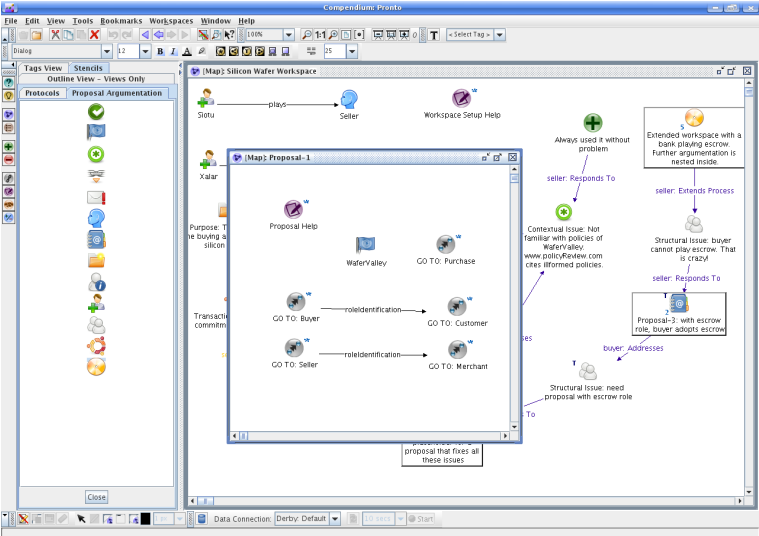 Compendium: Pronto
File Edit View Tools Bookmarks Workspaces Window Help
100%
1:1
T
< Select Tag >
Dialog
12
B I A
25
Tags View Stencils
Outline View - Views Only
Protocols Proposal Argumentation
Close
[Map]: Silicon Wafer Workspace
Slotu
plays
Seller
Workspace Setup Help
Xalar
Always used it without
problem
5
Extended workspace with a
bank playing escrow.
Further argumentation is
nested inside.
seller: Responds To
seller: Extends Process
Contextual Issue: Not
familiar with policies of
WaferValley.
www.policyReview.com
cites illformed policies.
Structural Issue: buyer
cannot play escrow. That
is crazy!
seller: Responds To
T
2
Proposal-3: with escrow
role, buyer adopts escrow
buyer: Addresses
T
Structural Issue: need
proposal with escrow role
Purpose: T
he buying a
silicon
Transacti
commitm
ses
To
proposal that fixes all
these issues
[Map]: Proposal-1
Proposal Help
WaferValley
GO TO: Purchase
GO TO: Buyer
roleIdentification
GO TO: Customer
GO TO: Seller
roleIdentification
GO TO: Merchant
Data Connection: Derby: Default
10 secs
Start